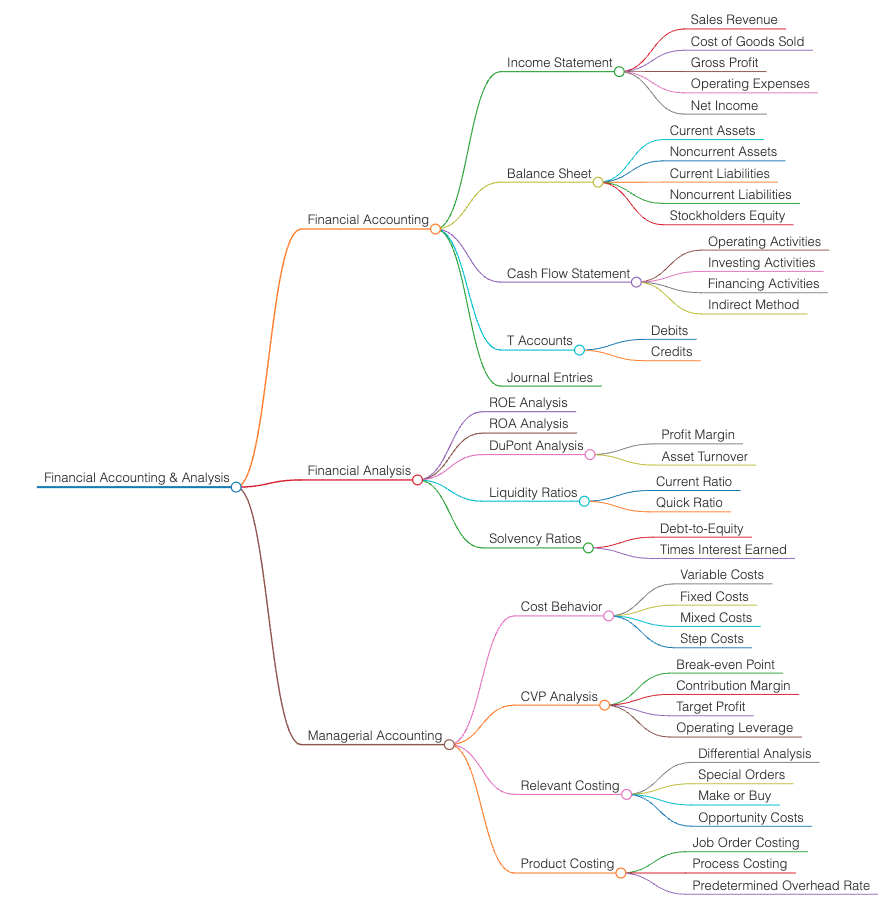 Financial Accounting & Analysis
Financial Accounting
Income Statement
Sales Revenue
Cost of Goods Sold
Gross Profit
Operating Expenses
Net Income
Balance Sheet
Current Assets
Noncurrent Assets
Current Liabilities
Noncurrent Liabilities
Stockholders Equity
Cash Flow Statement
Operating Activities
Investing Activities
Financing Activities
Indirect Method
T Accounts
Debits
Credits
Journal Entries
Financial Analysis
ROE Analysis
ROA Analysis
DuPont Analysis
Profit Margin
Asset Turnover
Liquidity Ratios
Current Ratio
Quick Ratio
Solvency Ratios
Debt-to-Equity
Times Interest Earned
Managerial Accounting
Cost Behavior
Variable Costs
Fixed Costs
Mixed Costs
Step Costs
CVP Analysis
Break-even Point
Contribution Margin
Target Profit
Operating Leverage
Relevant Costing
Differential Analysis
Special Orders
Make or Buy
Opportunity Costs
Product Costing
Job Order Costing
Process Costing
Predetermined Overhead Rate